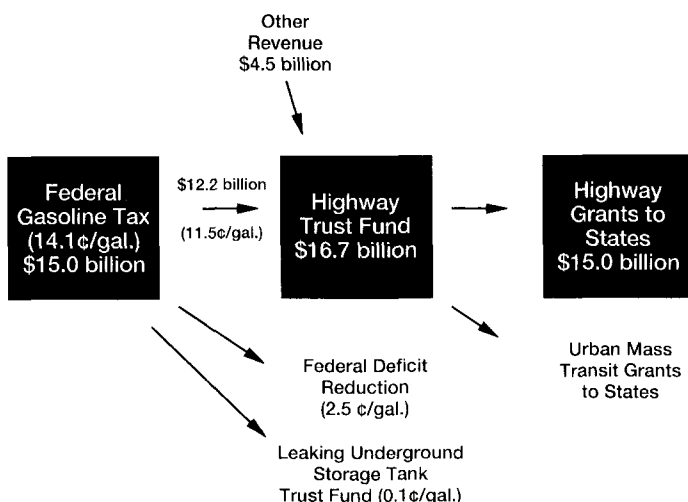 Other
Revenue
$4.5 billion
Federal
Gasoline Tax
(14.1¢/gal.)
$15.0 billion
$12.2 billion
(11.5¢/gal.)
Highway
Trust Fund
$16.7 billion
Highway
Grants to
States
$15.0 billion
Federal Deficit
Reduction
(2.5 ¢/gal.)
Urban Mass
Transit Grants
to States
Leaking Underground
Storage Tank
Trust Fund (0.1¢/gal.)